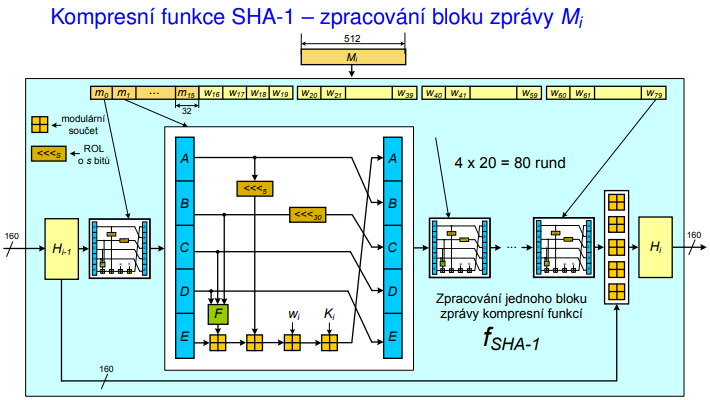 Kompresní funkce SHA-1 – zpracování bloku zprávy Mi
512
Mi
m0 m1 ... m15 w16 w17 w18 w19 w20 w21 w39 w40 w41 w59 w60 w61 w79
32
modulární
součet
<<<S ROL
o s bitů
A A
4 x 20 = 80 rund
<<<5
B B
<<<30
160 Hi-1 C C ... Hi 160
D D
F wi Ki
E E
Zpracování jednoho bloku
zprávy kompresní funkcí
fSHA-1
160